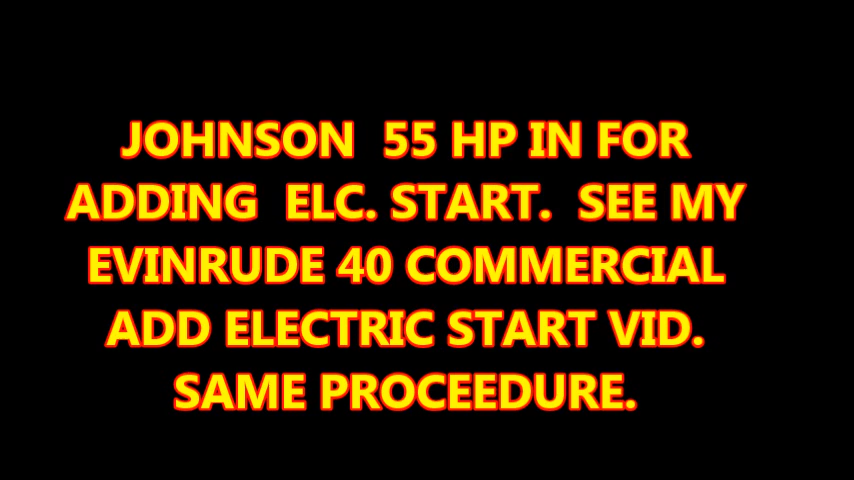 JOHNSON  55 HP IN FOR
ADDING  ELC. START.  SEE MY
EVINRUDE 40 COMMERCIAL
ADD ELECTRIC START VID.
SAME PROCEEDURE.